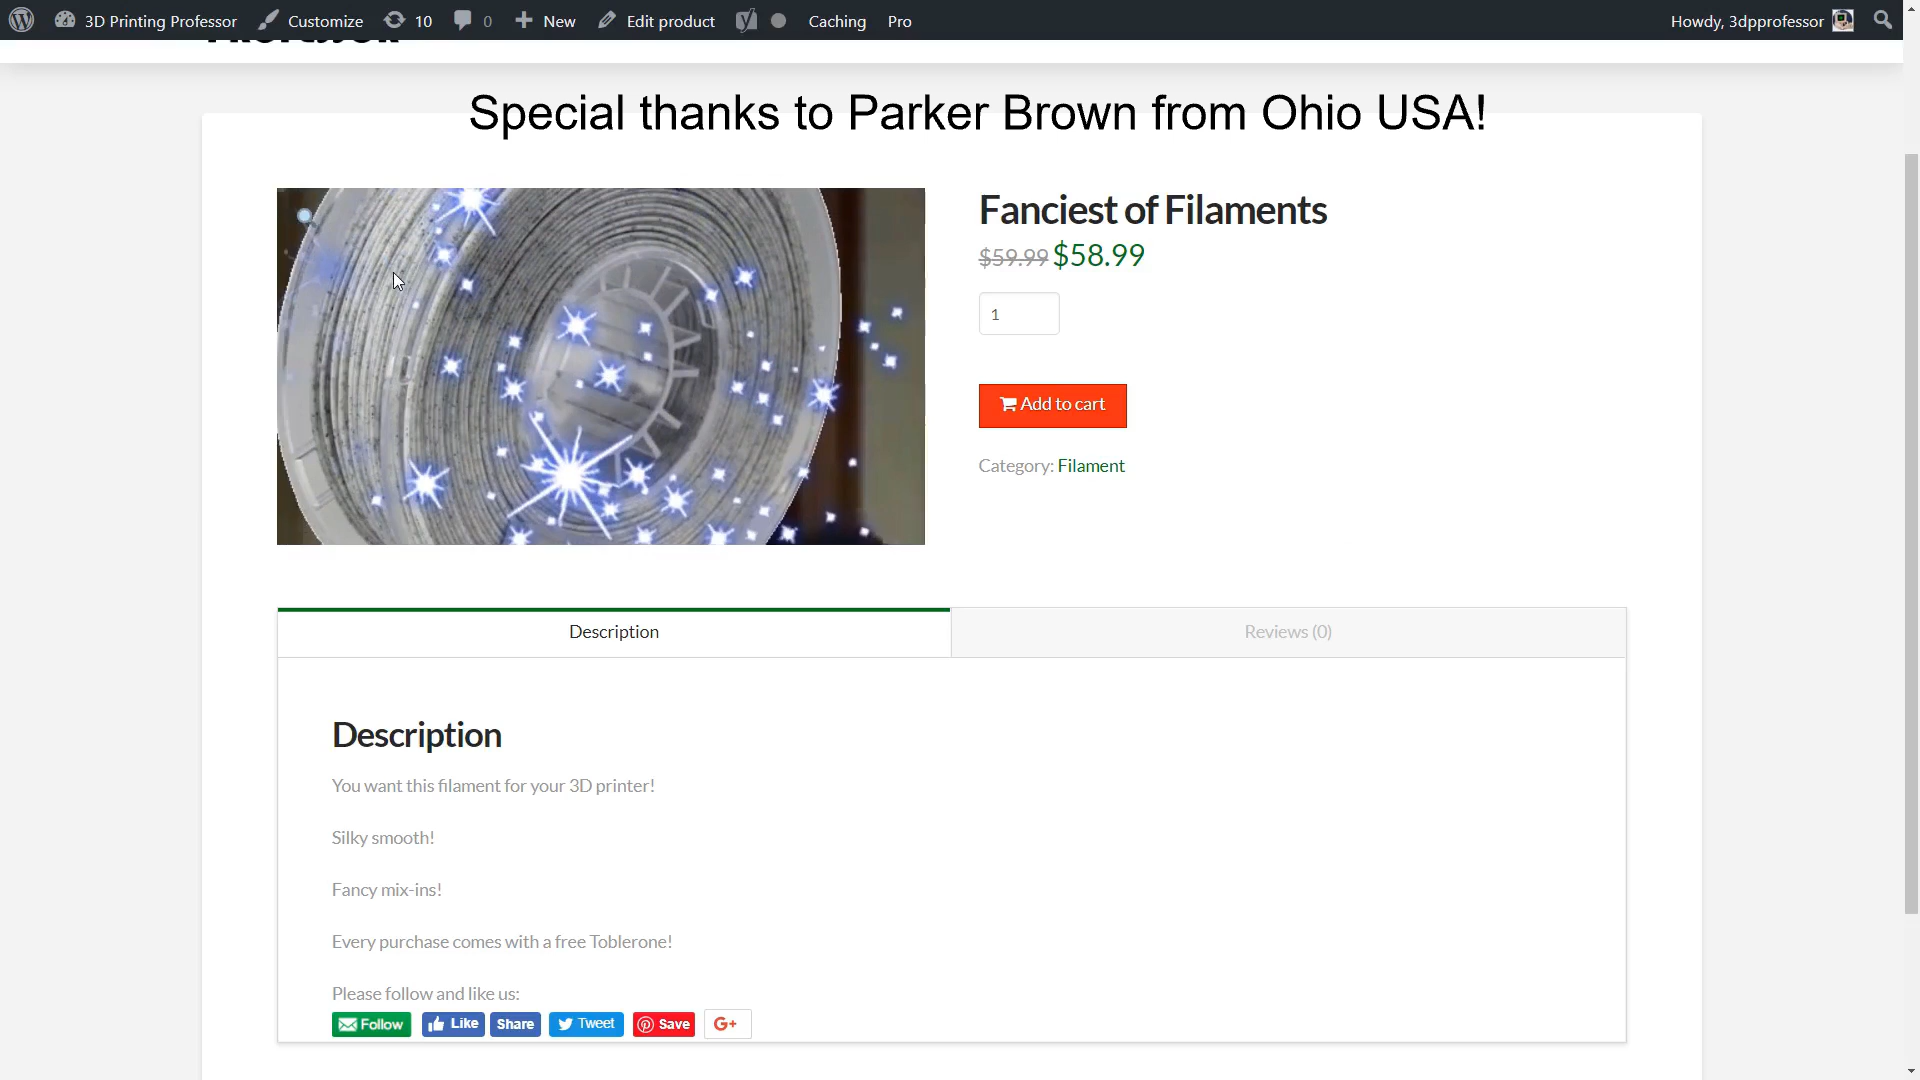 3D Printing Professor Customize 10 0 New Edit product Caching Pro Howdy, 3dpprofessor
Special thanks to Parker Brown from Ohio USA!
Fanciest of Filaments
$59.99 $58.99
1
Add to cart
Category: Filament
Description
Reviews (0)
Description
You want this filament for your 3D printer!
Silky smooth!
Fancy mix-ins!
Every purchase comes with a free Toblerone!
Please follow and like us:
Follow Like Share Tweet Save G+